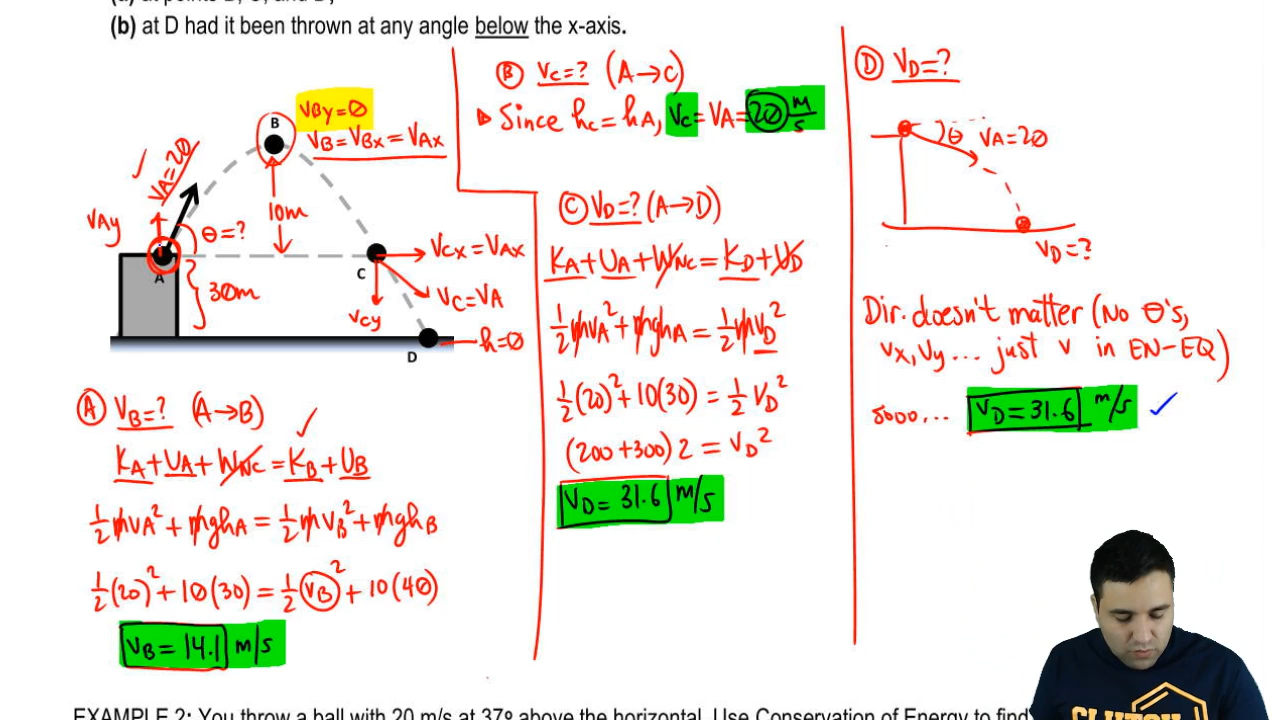 (a) at points B, C, and D;
(b) at D had it been thrown at any angle below the x-axis.
VBy=0
B
VB=VBx=VAx
VA=20
VAy
θ=?
10m
A
30m
C
VCx=VAx
VC=VA
VCy
D
h=0
Ⓐ VB=? (A→B)
KA+UA+WNC=KB+UB
½mVA²+mghA=½mVB²+mghB
½(20)²+10(30)=½VB²+10(40)
VB=14.1 m/s
Ⓑ VC=? (A→C)
Since hC=hA, VC=VA=20 m/s
Ⓒ VD=? (A→D)
KA+UA+WNC=KD+UD
½mVA²+mghA=½mVD²
½(20)²+10(30)=½VD²
(200+300)2=VD²
VD=31.6 m/s
Ⓓ VD=?
θ VA=20
VD=?
Dir. doesn't matter (No θ's,
Vx,Vy... just V in EN-EQ)
sooo... VD=31.6 m/s
EXAMPLE 2: You throw a ball with 20 m/s at 37º above the horizontal. Use Conservation of Energy to find
CLUTCH